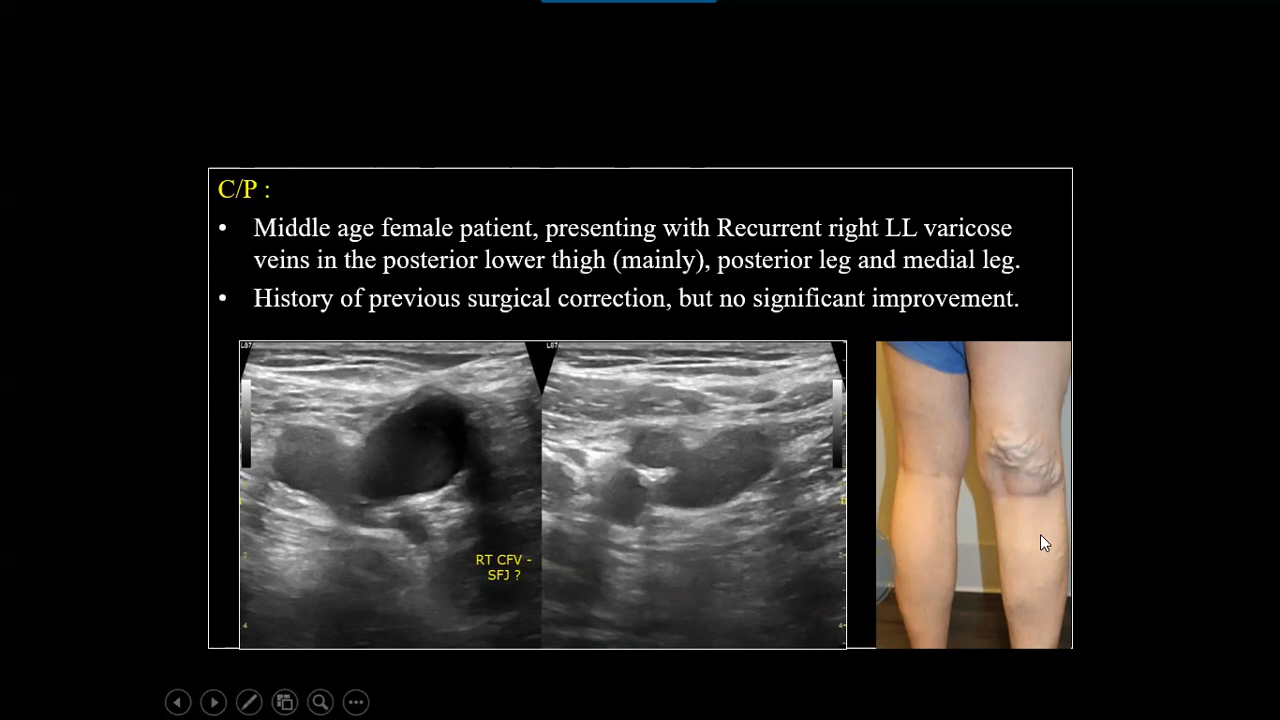 C/P :
• Middle age female patient, presenting with Recurrent right LL varicose
veins in the posterior lower thigh (mainly), posterior leg and medial leg.
• History of previous surgical correction, but no significant improvement.
RT CFV -
SFJ ?